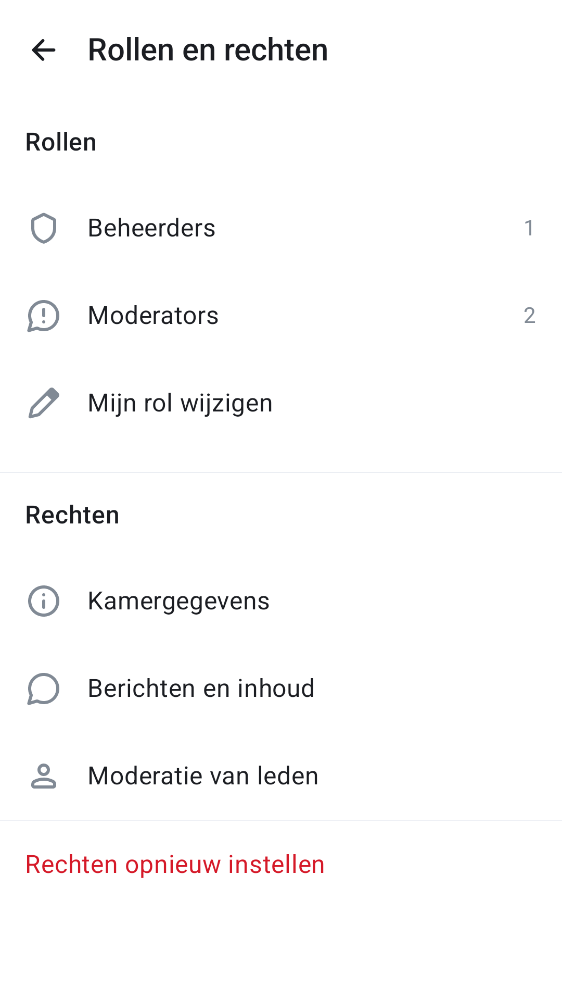 Rollen en rechten
Rollen
Beheerders 1
Moderators 2
Mijn rol wijzigen
Rechten
Kamergegevens
Berichten en inhoud
Moderatie van leden
Rechten opnieuw instellen